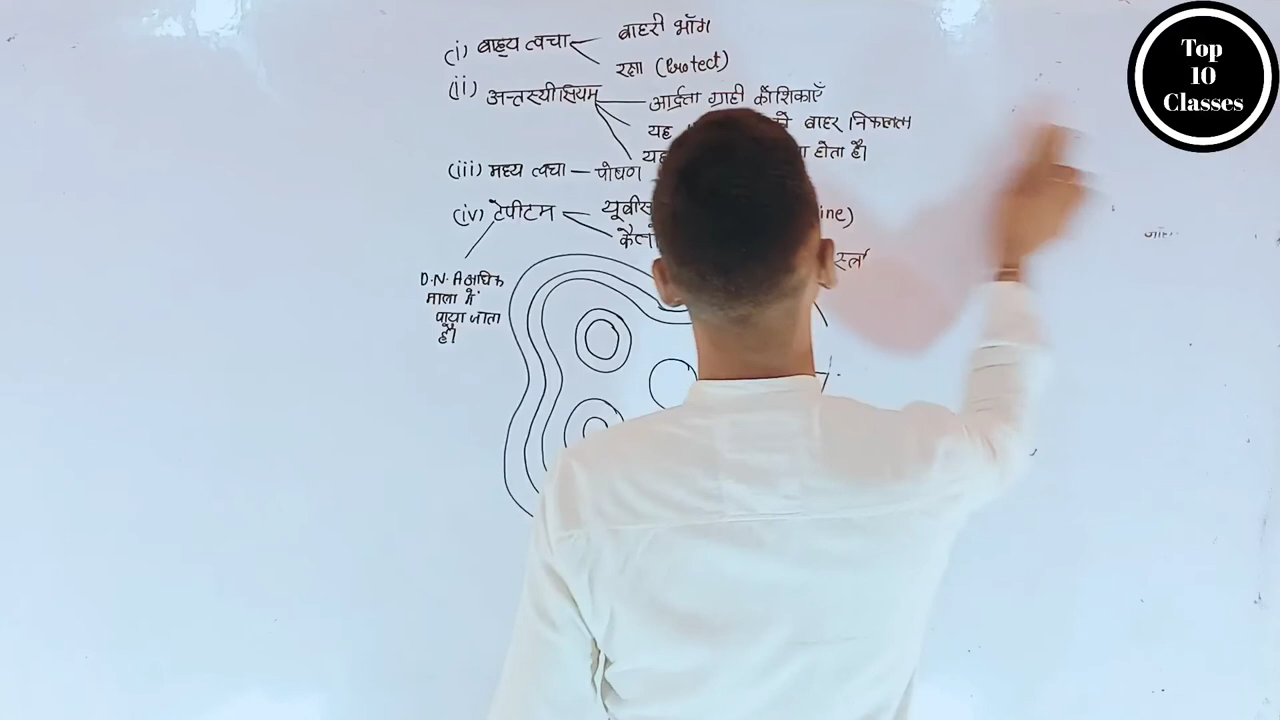 (i) बाह्य त्वचा बाहरी भाॅग
रक्षा (Protect)
(ii) अन्तस्थीसियम आर्द्रता ग्राही कोशिकाएँ
यह को बाहर निकालता
यह होता है।
(iii) मध्य त्वचा — पोषण
(iv) टेपीटम
ine)
D.N.A अधिक
मात्रा में
पाया जाता
है।
Top
10
Classes